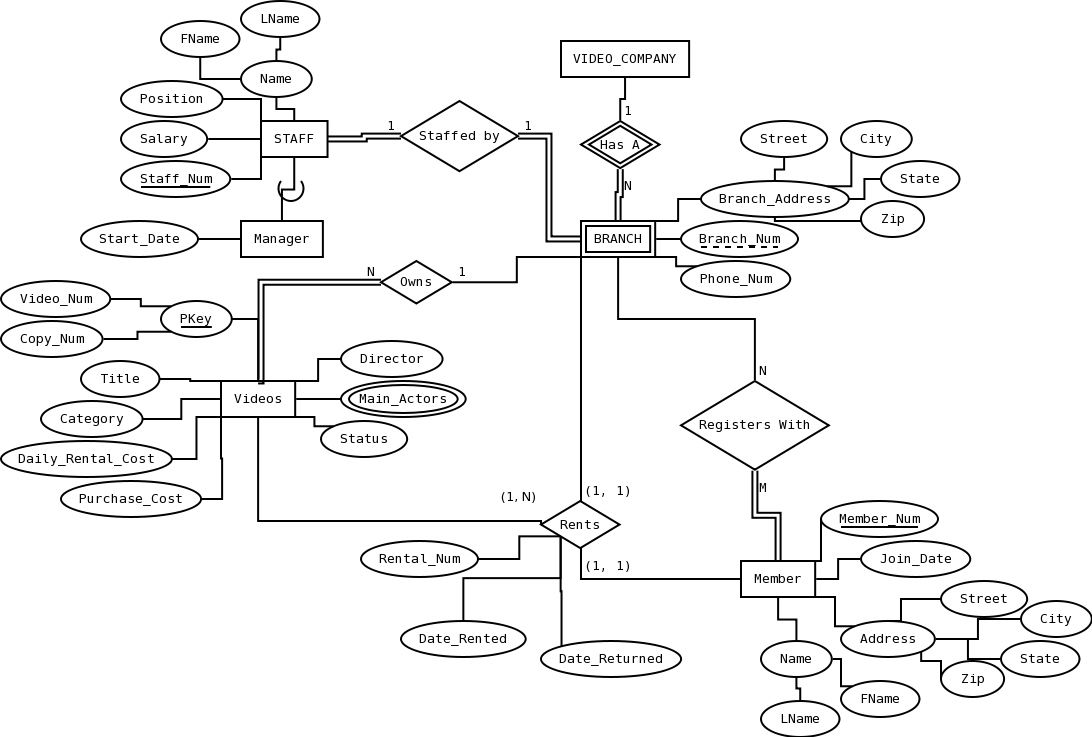 LName
FName
VIDEO_COMPANY
Name
Position
1
Staffed by
1
1
Salary
STAFF
Has A
Street
City
Staff_Num
N
Branch_Address
State
Zip
Start_Date
Manager
BRANCH
Branch_Num
N
Owns
1
Phone_Num
Video_Num
PKey
Copy_Num
Director
Title
N
Videos
Main_Actors
Category
Registers With
Status
Daily_Rental_Cost
M
Purchase_Cost
(1, N)
(1, 1)
Rents
Member_Num
Rental_Num
(1, 1)
Join_Date
Member
Street
Date_Rented
Address
City
Date_Returned
Name
State
Zip
FName
LName